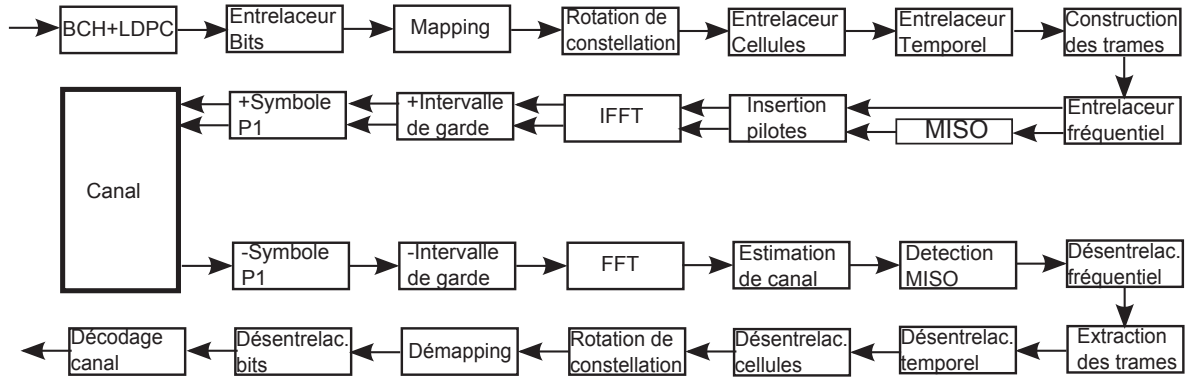 BCH+LDPC
Entrelaceur
Bits
Mapping
Rotation de
constellation
Entrelaceur
Cellules
Entrelaceur
Temporel
Construction
des trames
+Symbole
P1
+Intervalle
de garde
IFFT
Insertion
pilotes
MISO
Entrelaceur
fréquentiel
Canal
-Symbole
P1
-Intervalle
de garde
FFT
Estimation
de canal
Detection
MISO
Désentrelac.
fréquentiel
Décodage
canal
Désentrelac.
bits
Démapping
Rotation de
constellation
Désentrelac.
cellules
Désentrelac.
temporel
Extraction
des trames